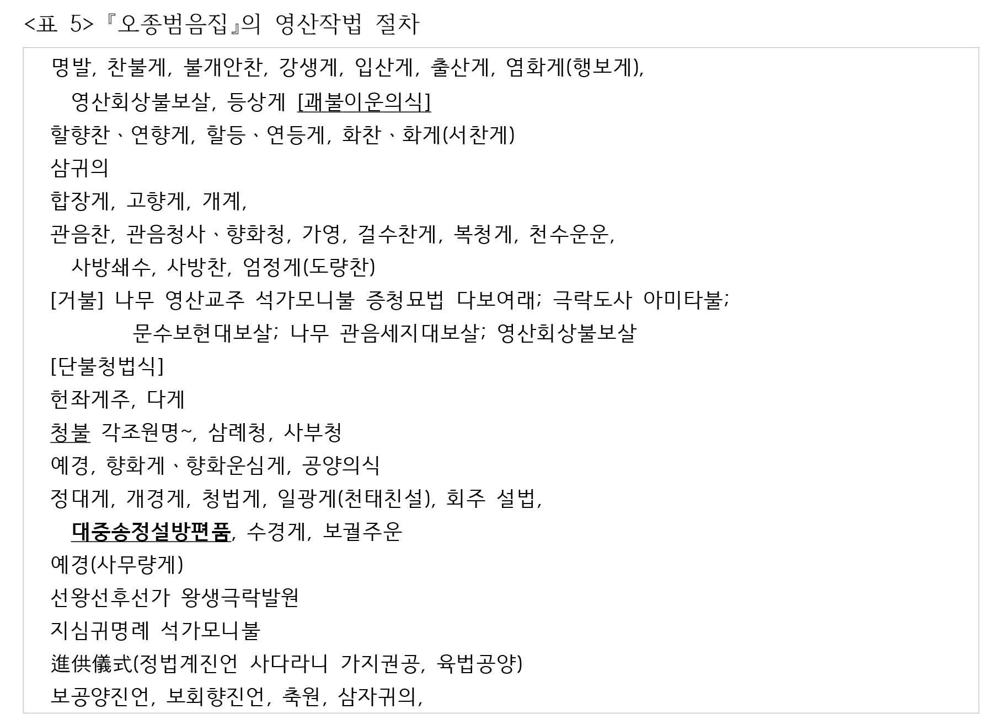 <표 5> 『오종범음집』의 영산작법 절차
명발, 찬불게, 불개안찬, 강생게, 입산게, 출산게, 염화게(행보게),
영산회상불보살, 등상게 [괘불이운의식]
할향찬、연향게, 할등、연등게, 화찬、화게(서찬게)
삼귀의
합장게, 고향게, 개계,
관음찬, 관음청사、향화청, 가영, 걸수찬게, 복청게, 천수운운,
사방쇄수, 사방찬, 엄정게(도량찬)
[거불] 나무 영산교주 석가모니불 증청묘법 다보여래; 극락도사 아미타불;
문수보현대보살; 나무 관음세지대보살; 영산회상불보살
[단불청법식]
헌좌게주, 다게
청불 각조원명~, 삼례청, 사부청
예경, 향화게、향화운심게, 공양의식
정대게, 개경게, 청법게, 일광게(천태친설), 회주 설법,
대중송정설방편품, 수경게, 보궐주운
예경(사무량게)
선왕선후선가 왕생극락발원
지심귀명례 석가모니불
進供儀式(정법계진언 사다라니 가지권공, 육법공양)
보공양진언, 보회향진언, 축원, 삼자귀의,